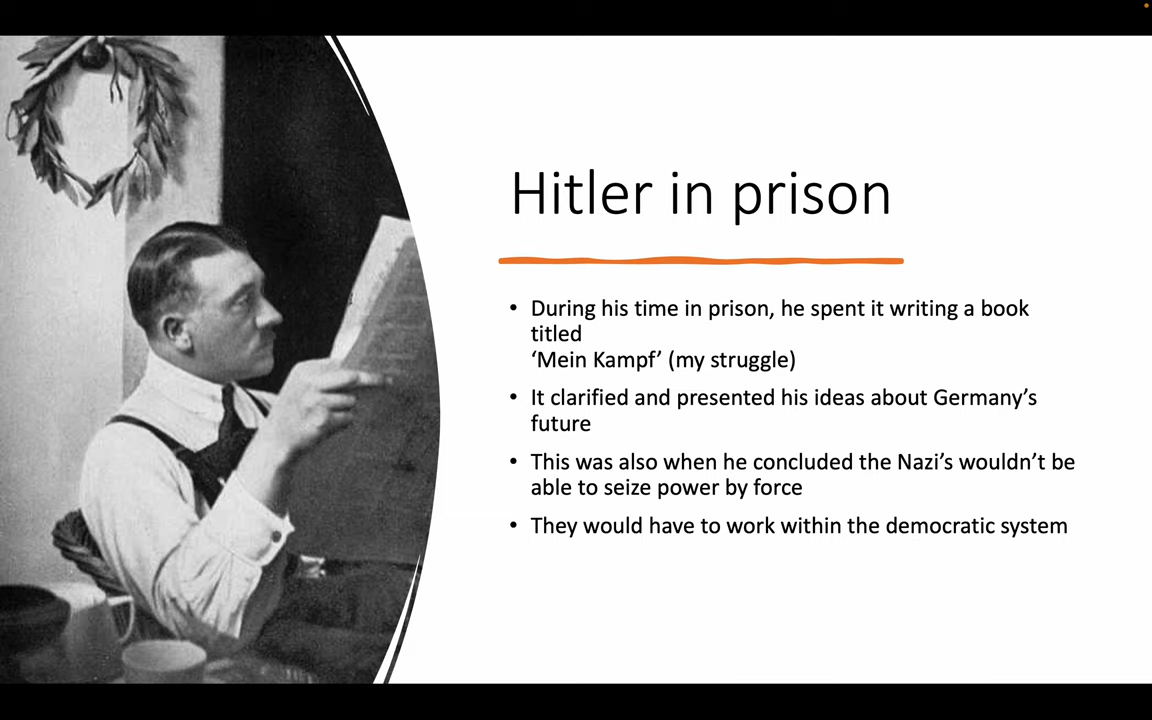 Hitler in prison
• During his time in prison, he spent it writing a book
titled
‘Mein Kampf’ (my struggle)
• It clarified and presented his ideas about Germany’s
future
• This was also when he concluded the Nazi’s wouldn’t be
able to seize power by force
• They would have to work within the democratic system